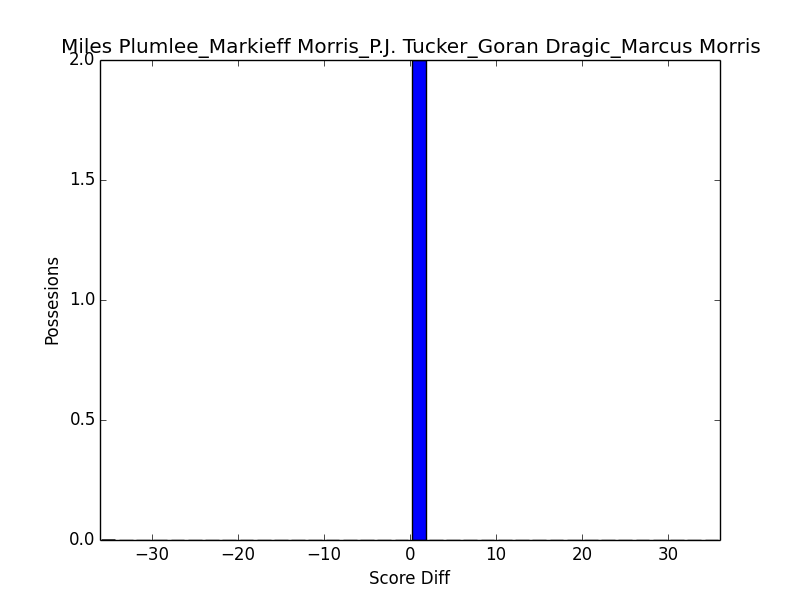 Miles Plumlee_Markieff Morris_P.J. Tucker_Goran Dragic_Marcus Morris
2.0
1.5
1.0
0.5
0.0
Possesions
−30 −20 −10 0 10 20 30
Score Diff